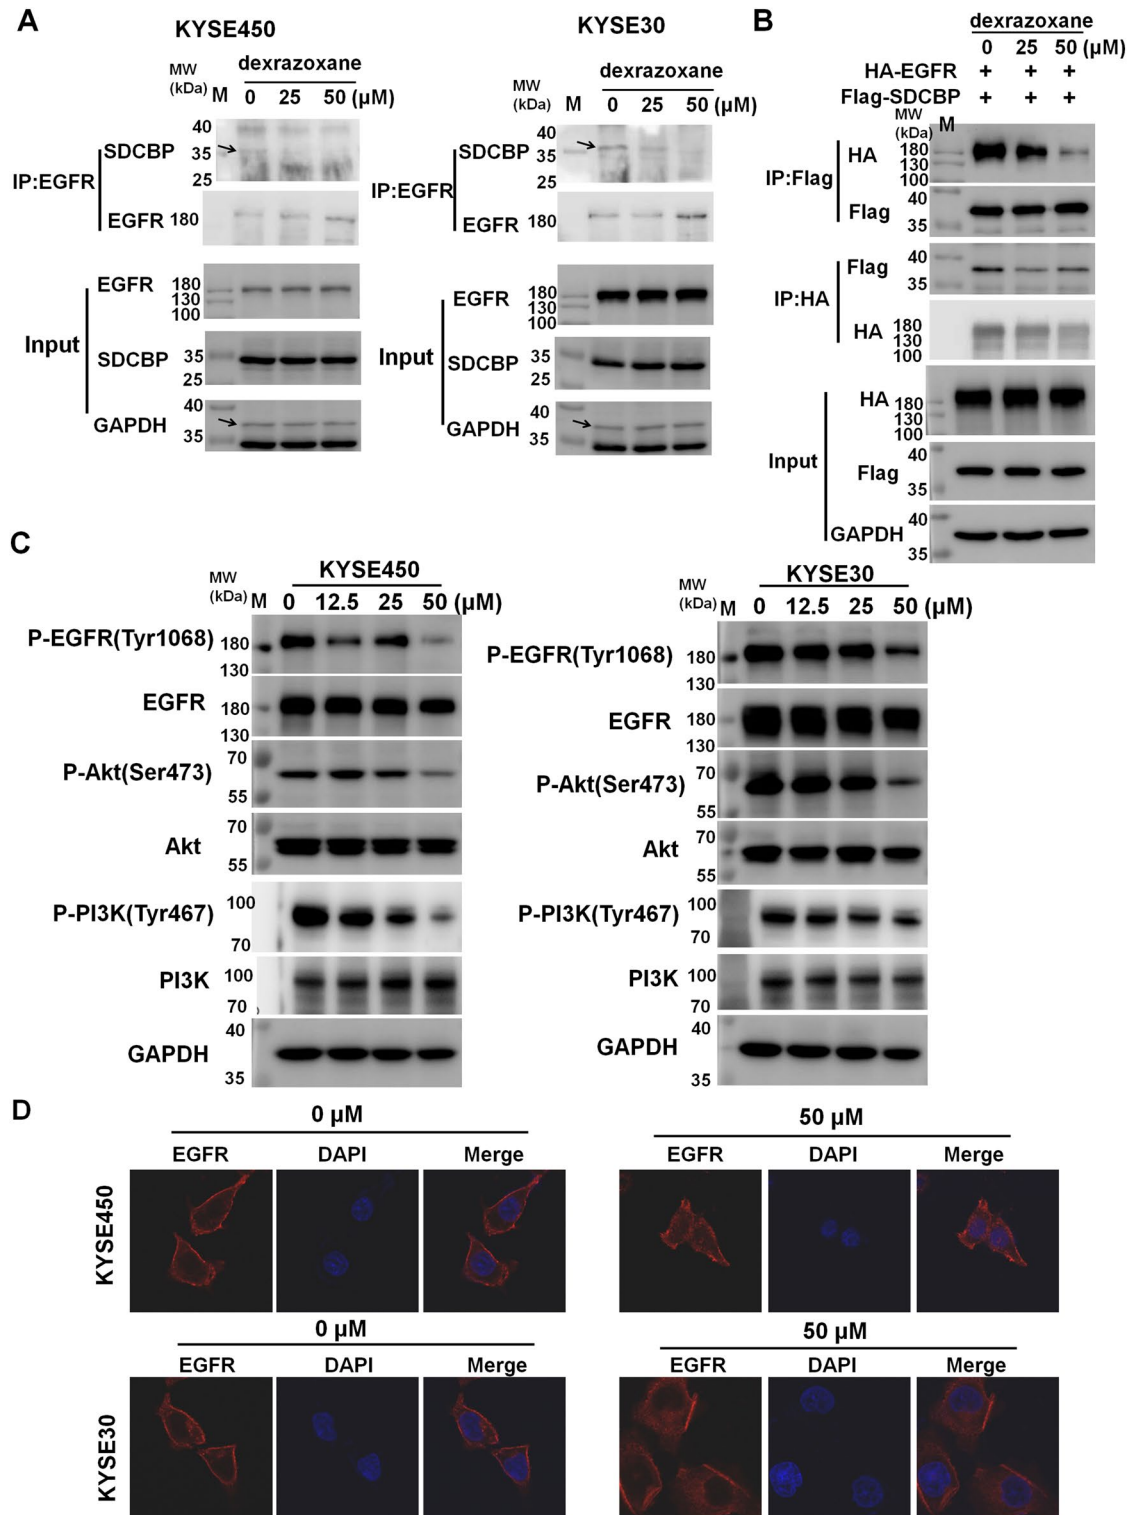 A
KYSE450
MW
(kDa)
M
dexrazoxane
0 25 50 (µM)
IP:EGFR
SDCBP
40
35
25
EGFR 180
Input
EGFR
180
130
100
SDCBP
35
25
GAPDH
40
35
KYSE30
MW
(kDa)
M
dexrazoxane
0 25 50 (µM)
IP:EGFR
SDCBP
40
35
25
EGFR 180
Input
EGFR
180
130
100
SDCBP
35
25
GAPDH
40
35
B
dexrazoxane
0 25 50 (µM)
HA-EGFR + + +
Flag-SDCBP + + +
MW
(kDa)
M
IP:Flag
HA
180
130
100
Flag
40
35
IP:HA
Flag
40
35
HA
180
130
100
Input
HA
180
130
100
Flag
40
35
GAPDH
40
35
C
KYSE450
MW
(kDa) M 0 12.5 25 50 (µM)
P-EGFR(Tyr1068)
180
130
EGFR
180
130
P-Akt(Ser473)
70
55
Akt
70
55
P-PI3K(Tyr467)
100
70
PI3K
100
70
GAPDH
40
35
KYSE30
MW
(kDa) M 0 12.5 25 50 (µM)
P-EGFR(Tyr1068)
180
130
EGFR
180
130
P-Akt(Ser473)
70
55
Akt
70
55
P-PI3K(Tyr467)
100
70
PI3K
100
70
GAPDH
40
35
D
0 µM
50 µM
EGFR DAPI Merge
EGFR DAPI Merge
KYSE450
0 µM
50 µM
EGFR DAPI Merge
EGFR DAPI Merge
KYSE30